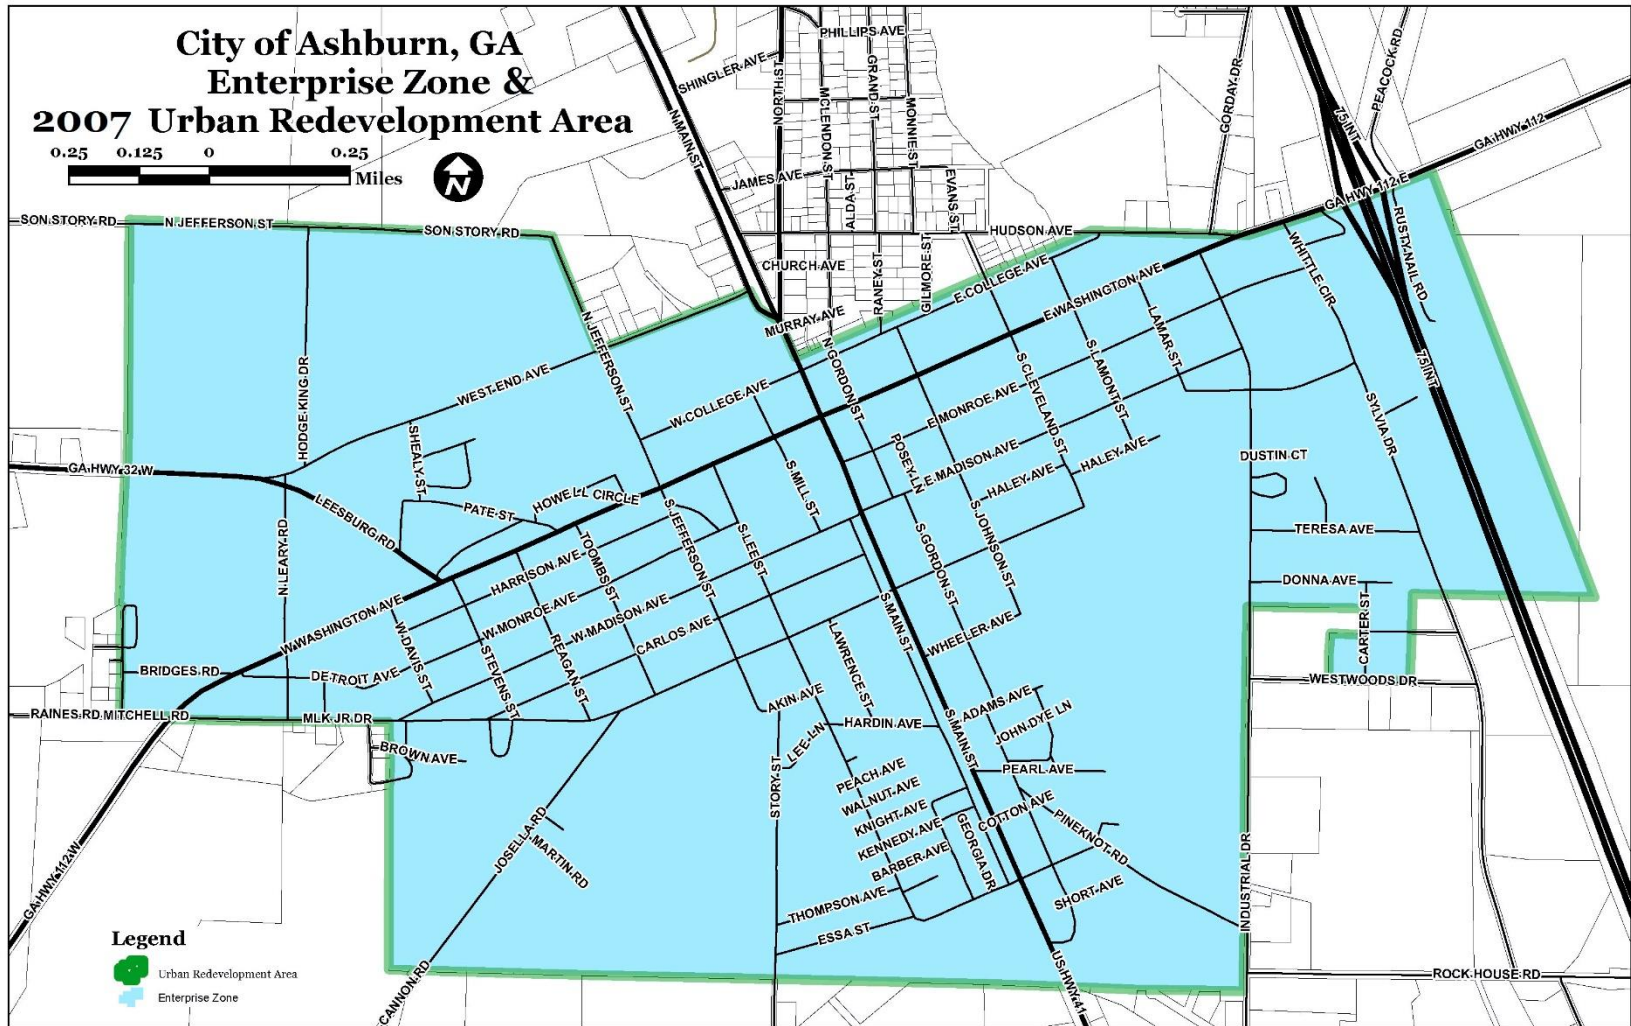 City of Ashburn, GA
Enterprise Zone &
2007 Urban Redevelopment Area
0.25 0.125 0 0.25
Miles
N
PHILLIPS AVE
SHINGLER AVE
NORTH ST
GRAND ST
MCLENDON ST
MONNIE ST
N MAIN ST
GORDAY DR
75 INT
PEACOCK RD
GA HWY 112
JAMES AVE
ALDA ST
EVANS ST
GA HWY 112 E
SON STORY RD
N JEFFERSON ST
SON STORY RD
HUDSON AVE
RUSTY NAIL RD
WHITTLE CIR
CHURCH AVE
RANEY ST
GILMORE ST
E COLLEGE AVE
E WASHINGTON AVE
MURRAY AVE
LAMAR ST
N JEFFERSON ST
N GORDON ST
S CLEVELAND ST
S LAMONT ST
75 INT
HODGE KING DR
WEST END AVE
W COLLEGE AVE
E MONROE AVE
SYLVIA DR
SHEALY ST
POSEY LN
E MADISON AVE
HALEY AVE
DUSTIN CT
GA HWY 32 W
S MILL ST
HALEY AVE
LEESBURG RD
PATE ST
HOWELL CIRCLE
S JEFFERSON ST
S LEE ST
S JOHNSON ST
S GORDON ST
TERESA AVE
N LEARY RD
TOOMBS ST
HARRISON AVE
DONNA AVE
W WASHINGTON AVE
W MONROE AVE
W MADISON AVE
CARLOS AVE
S MAIN ST
WHEELER AVE
CARTER ST
W DAVIS ST
STEVENS ST
REAGAN ST
LAWRENCE ST
BRIDGES RD
DETROIT AVE
WESTWOODS DR
AKIN AVE
ADAMS AVE
RAINES RD MITCHELL RD
MLK JR DR
HARDIN AVE
S MAIN ST
JOHN DYE LN
LEE LN
BROWN AVE
STORY ST
PEACH AVE
PEARL AVE
WALNUT AVE
KNIGHT AVE
COTTON AVE
KENNEDY AVE
GEORGIA DR
PINEKNOT RD
JOSELLA RD
MARTIN RD
BARBER AVE
INDUSTRIAL DR
GA HWY 112 W
THOMPSON AVE
SHORT AVE
ESSA ST
CANNON RD
US HWY 41
ROCK HOUSE RD
Legend
Urban Redevelopment Area
Enterprise Zone